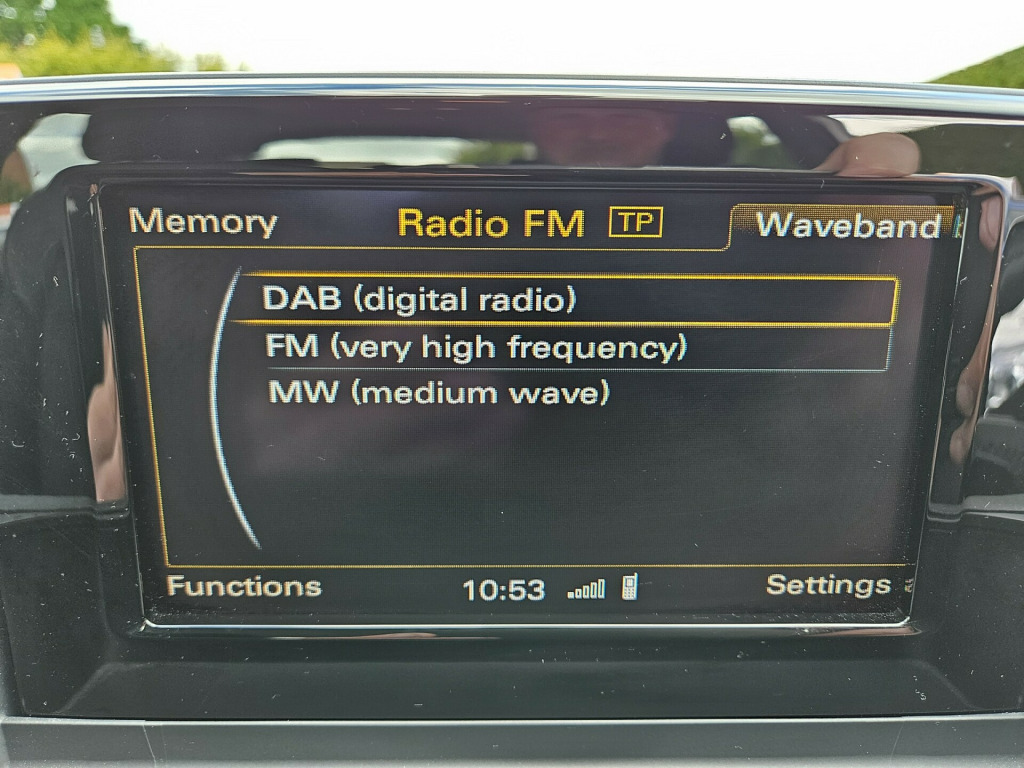 Memory Radio FM TP Waveband
DAB (digital radio)
FM (very high frequency)
MW (medium wave)
Functions 10:53 Settings